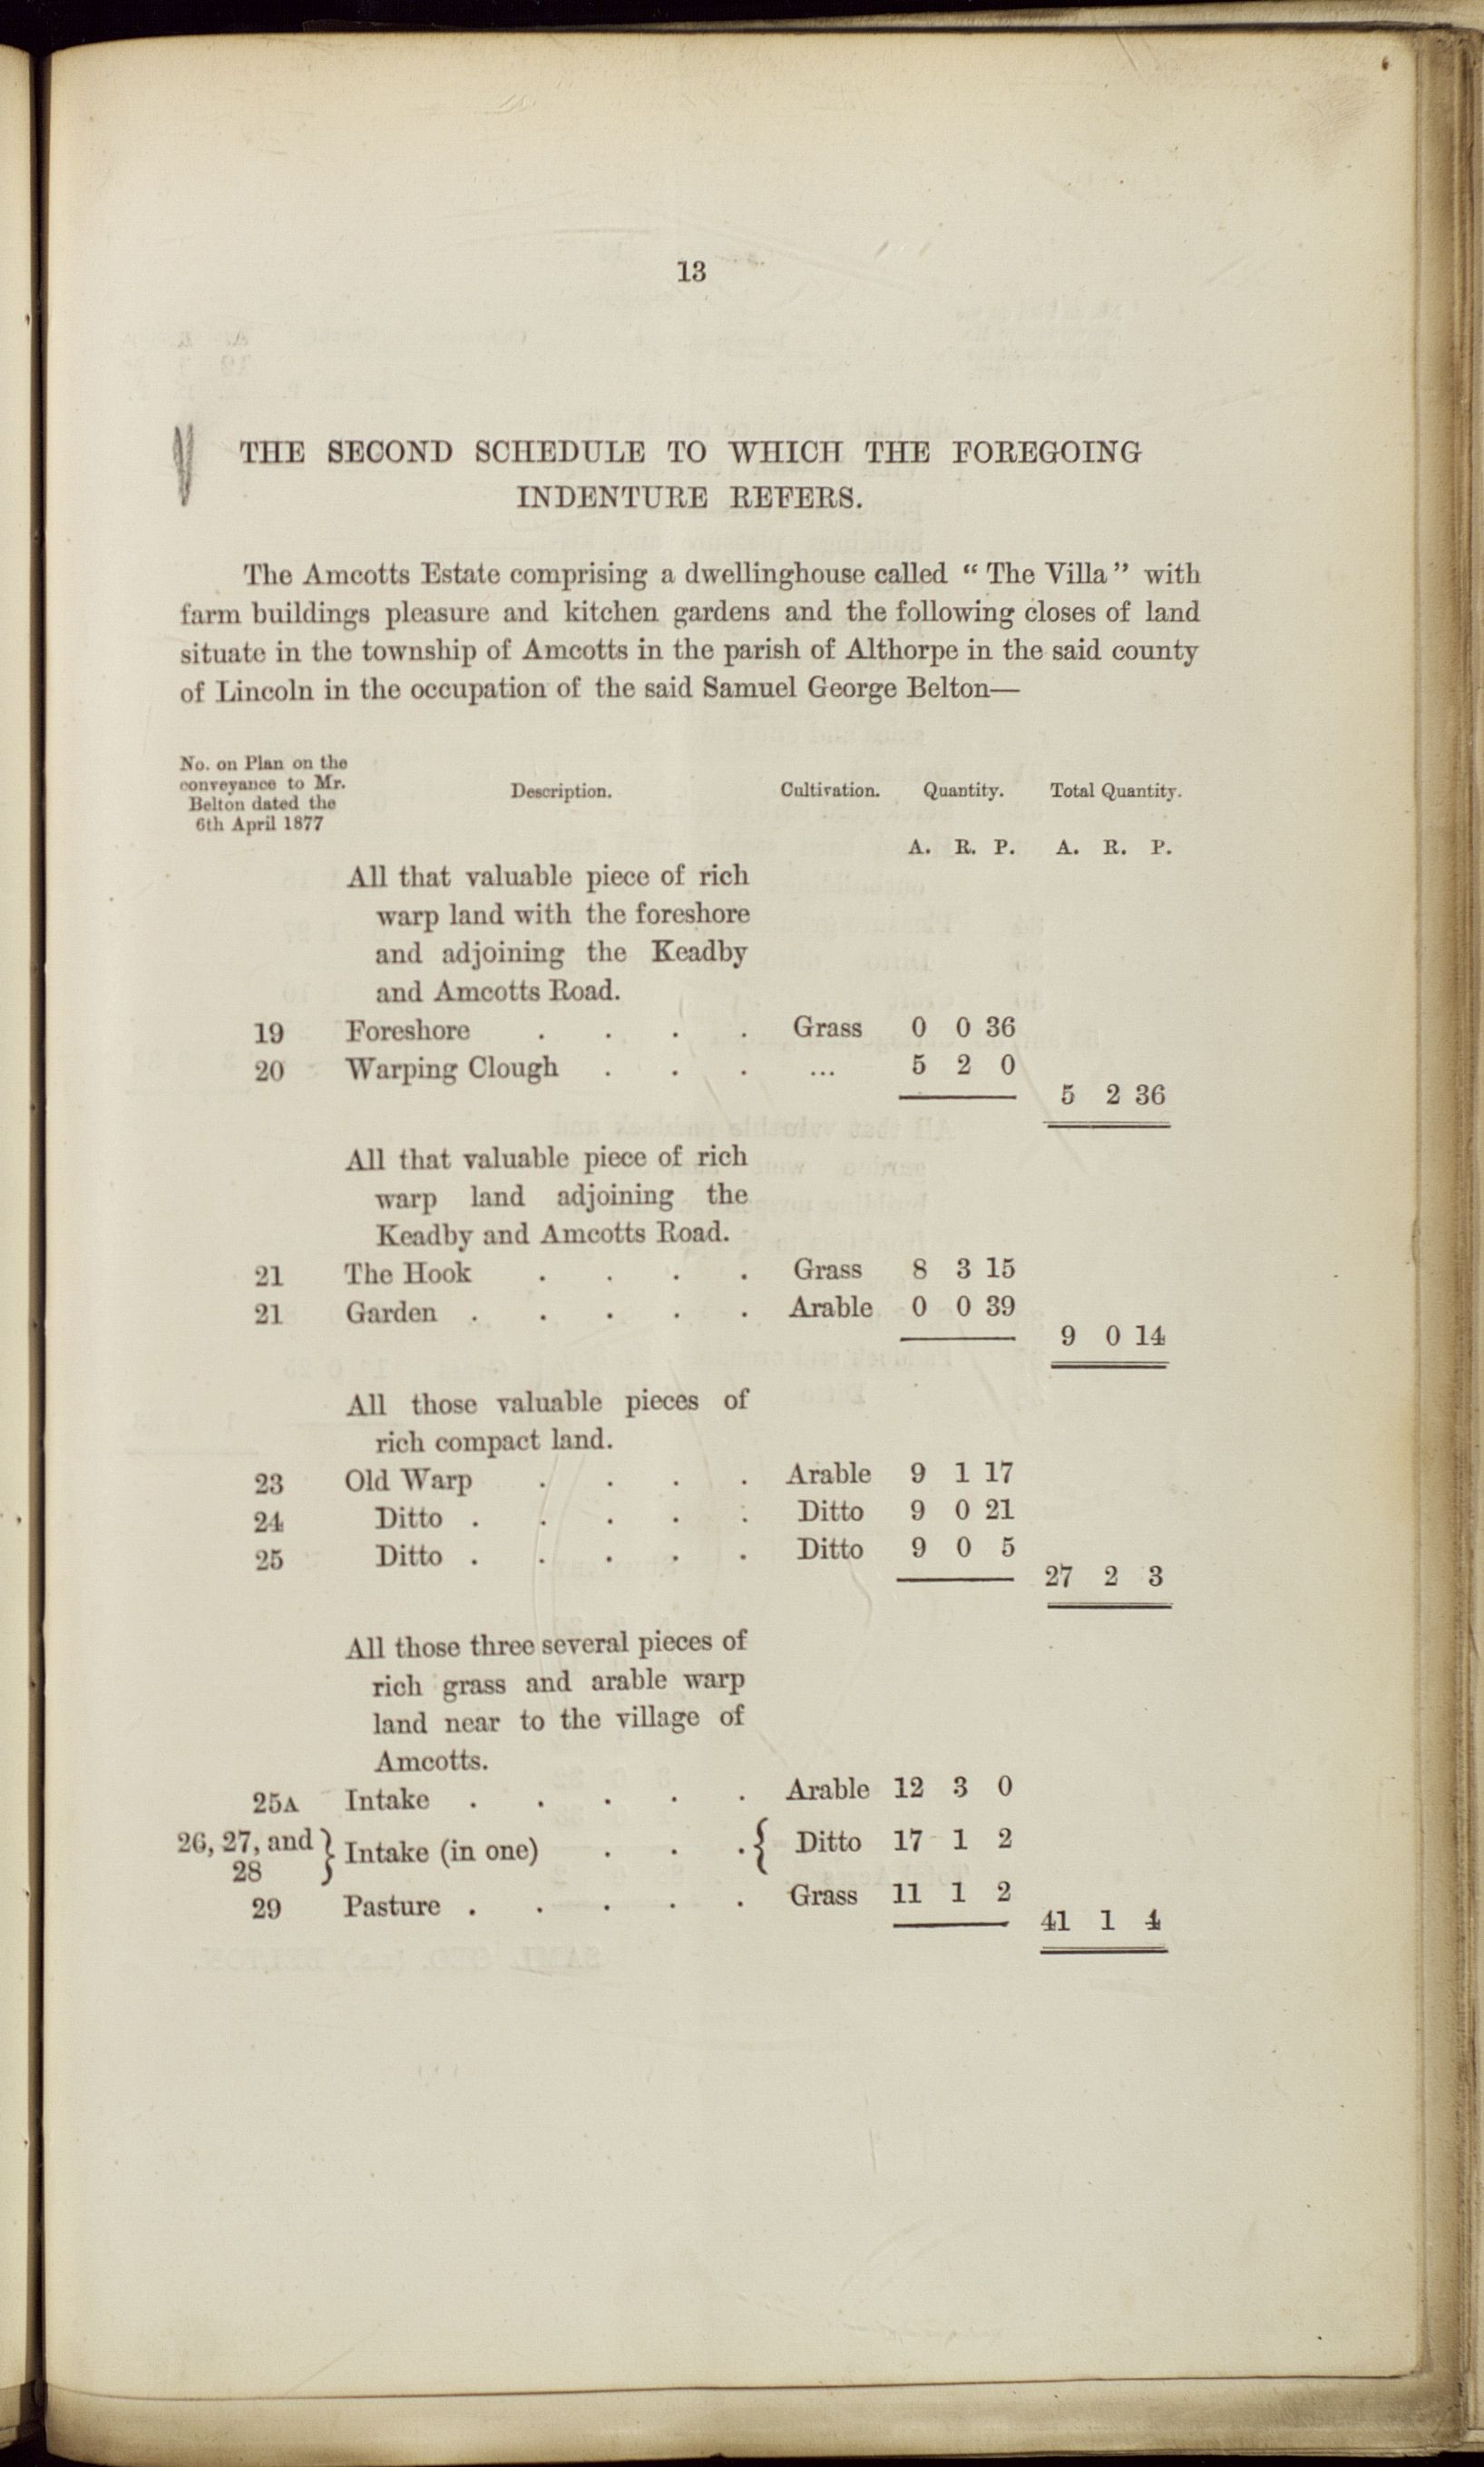 13
THE SECOND SCHEDULE TO WHICH THE FOREGOING
INDENTURE REFERS.
The Amcotts Estate comprising a dwellinghouse called “ The Villa ” with
farm buildings pleasure and kitchen gardens and the following closes of land
situate in the township of Amcotts in the parish of Althorpe in the said county
of Lincoln in the occupation of the said Samuel George Belton—
No. on Plan on the
conveyance to Mr.
Belton dated the
6th April 1877
Description. Cultivation. Quantity. Total Quantity.
A. R. P. A. R. P.
All that valuable piece of rich
warp land with the foreshore
and adjoining the Keadby
and Amcotts Road.
19 Foreshore . . . . Grass 0 0 36
20 Warping Clough . . . ... 5 2 0
5 2 36
All that valuable piece of rich
warp land adjoining the
Keadby and Amcotts Road.
21 The Hook . . . . Grass 8 3 15
21 Garden . . . . . Arable 0 0 39
9 0 14
All those valuable pieces of
rich compact land.
23 Old Warp . . . . Arable 9 1 17
24 Ditto . . . . . Ditto 9 0 21
25 Ditto . . . . . Ditto 9 0 5
27 2 3
All those three several pieces of
rich grass and arable warp
land near to the village of
Amcotts.
25A Intake . . . . . Arable 12 3 0
26, 27, and
28 } Intake (in one) . . . { Ditto 17 1 2
29 Pasture . . . . . Grass 11 1 2
41 1 4